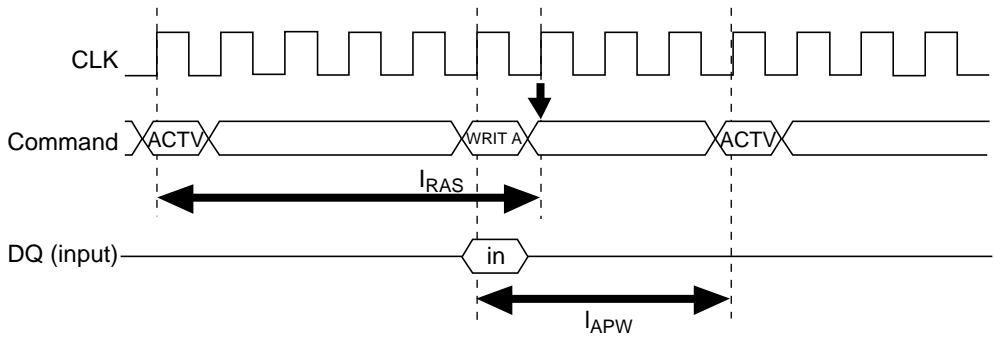 CLK
Command ACTV WRIT A ACTV
lRAS
DQ (input) in
lAPW